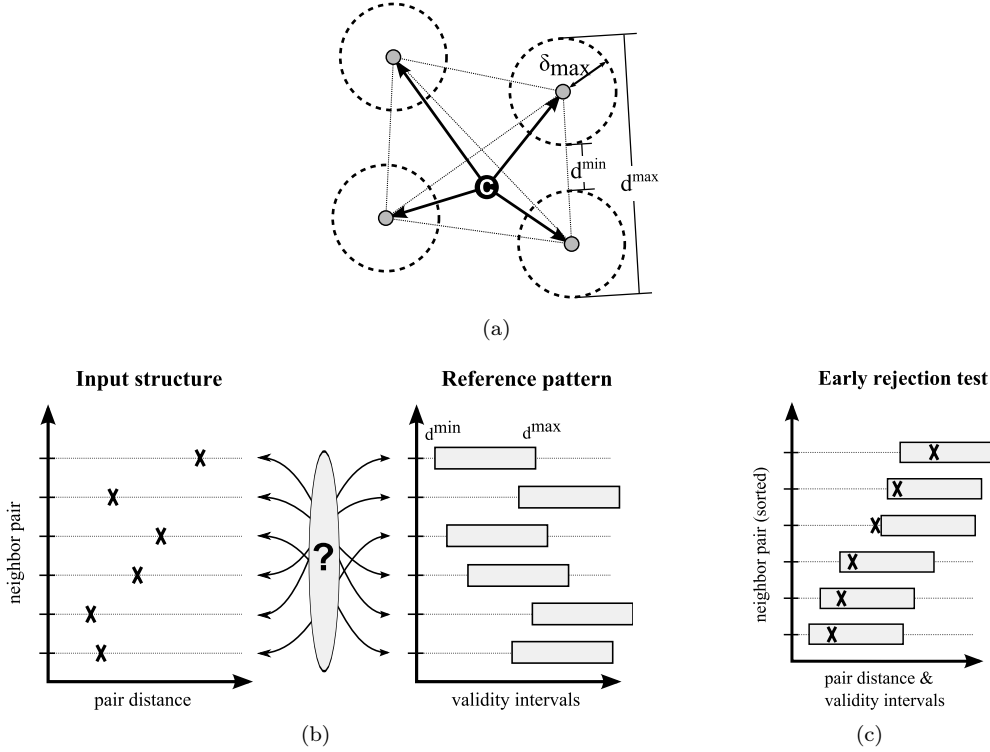 δmax
dmin
dmax
C
(a)
Input structure
Reference pattern
Early rejection test
dmin
dmax
neighbor pair
?
neighbor pair (sorted)
pair distance
validity intervals
pair distance &
validity intervals
(b)
(c)